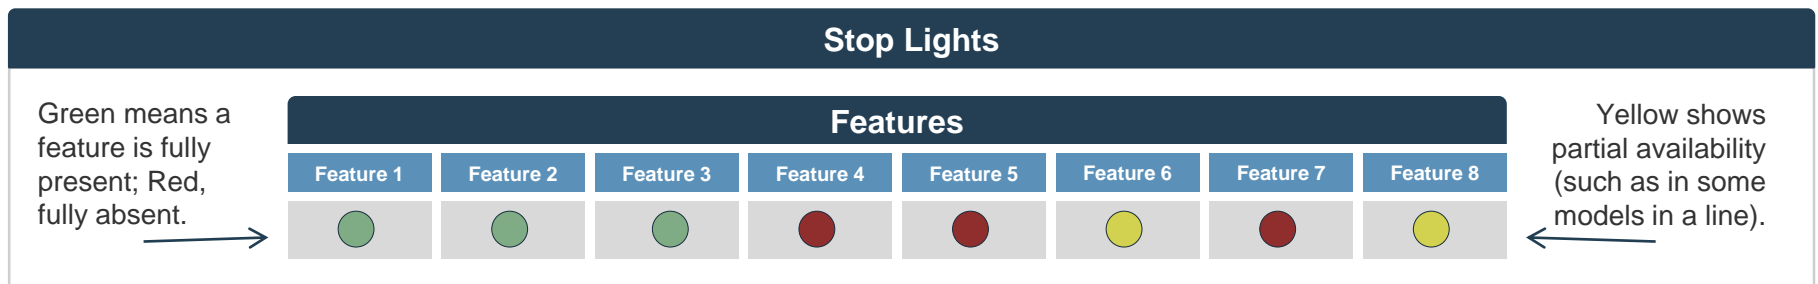 Stop Lights
Green means a
feature is fully
present; Red,
fully absent.
Features
Feature 1
Feature 2
Feature 3
Feature 4
Feature 5
Feature 6
Feature 7
Feature 8
Yellow shows
partial availability
(such as in some
models in a line).